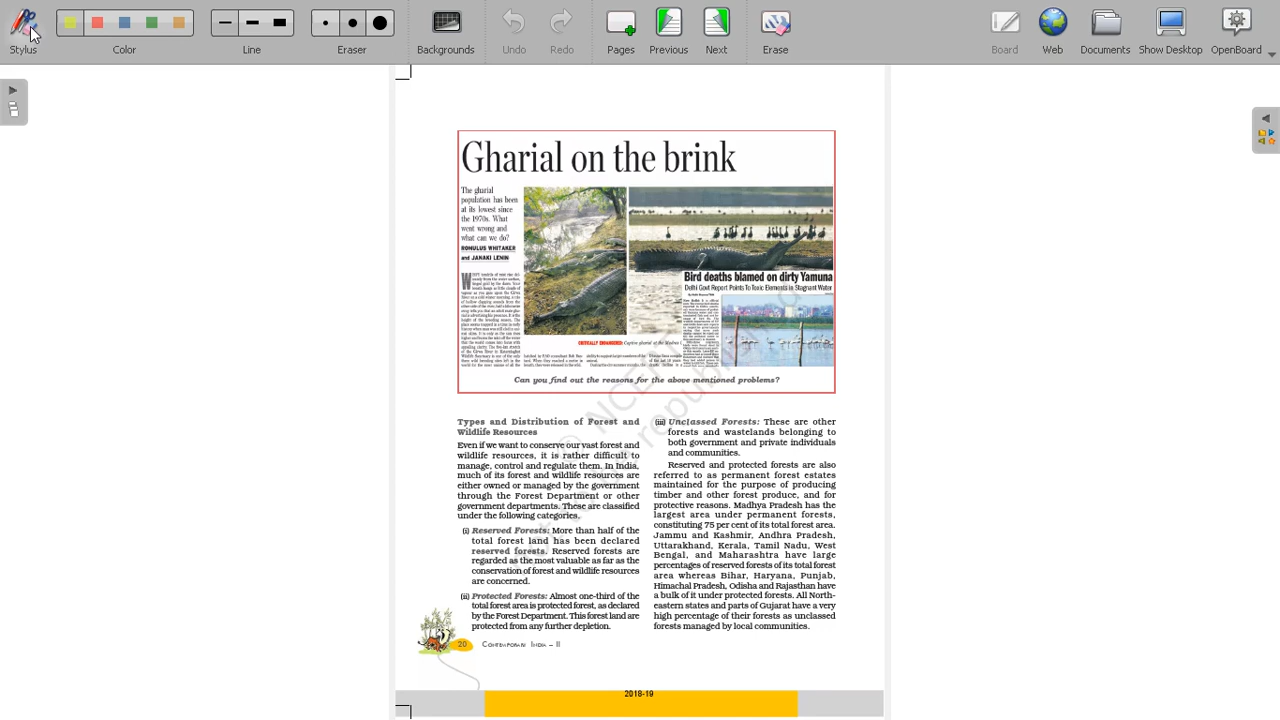 Stylus
Color
Line
Eraser
Backgrounds
Undo
Redo
Pages
Previous
Next
Erase
Board
Web
Documents
Show Desktop
OpenBoard
Gharial on the brink
The gharial
population has been
at its lowest since
the 1970s. What
went wrong and
what can we do?
ROMULUS WHITAKER
and JANAKI LENIN
Bird deaths blamed on dirty Yamuna
Delhi Govt Report Points To Toxic Elements in Stagnant Water
CRITICALLY ENDANGERED: Captive gharial at the Madras
Can you find out the reasons for the above mentioned problems?
Types and Distribution of Forest and
Wildlife Resources
Even if we want to conserve our vast forest and
wildlife resources, it is rather difficult to
manage, control and regulate them. In India,
much of its forest and wildlife resources are
either owned or managed by the government
through the Forest Department or other
government departments. These are classified
under the following categories.
(i) Reserved Forests: More than half of the
total forest land has been declared
reserved forests. Reserved forests are
regarded as the most valuable as far as the
conservation of forest and wildlife resources
are concerned.
(ii) Protected Forests: Almost one-third of the
total forest area is protected forest, as declared
by the Forest Department. This forest land are
protected from any further depletion.
(iii) Unclassed Forests: These are other
forests and wastelands belonging to
both government and private individuals
and communities.
Reserved and protected forests are also
referred to as permanent forest estates
maintained for the purpose of producing
timber and other forest produce, and for
protective reasons. Madhya Pradesh has the
largest area under permanent forests,
constituting 75 per cent of its total forest area.
Jammu and Kashmir, Andhra Pradesh,
Uttarakhand, Kerala, Tamil Nadu, West
Bengal, and Maharashtra have large
percentages of reserved forests of its total forest
area whereas Bihar, Haryana, Punjab,
Himachal Pradesh, Odisha and Rajasthan have
a bulk of it under protected forests. All North-
eastern states and parts of Gujarat have a very
high percentage of their forests as unclassed
forests managed by local communities.
20 Contemporary India – II
2018-19